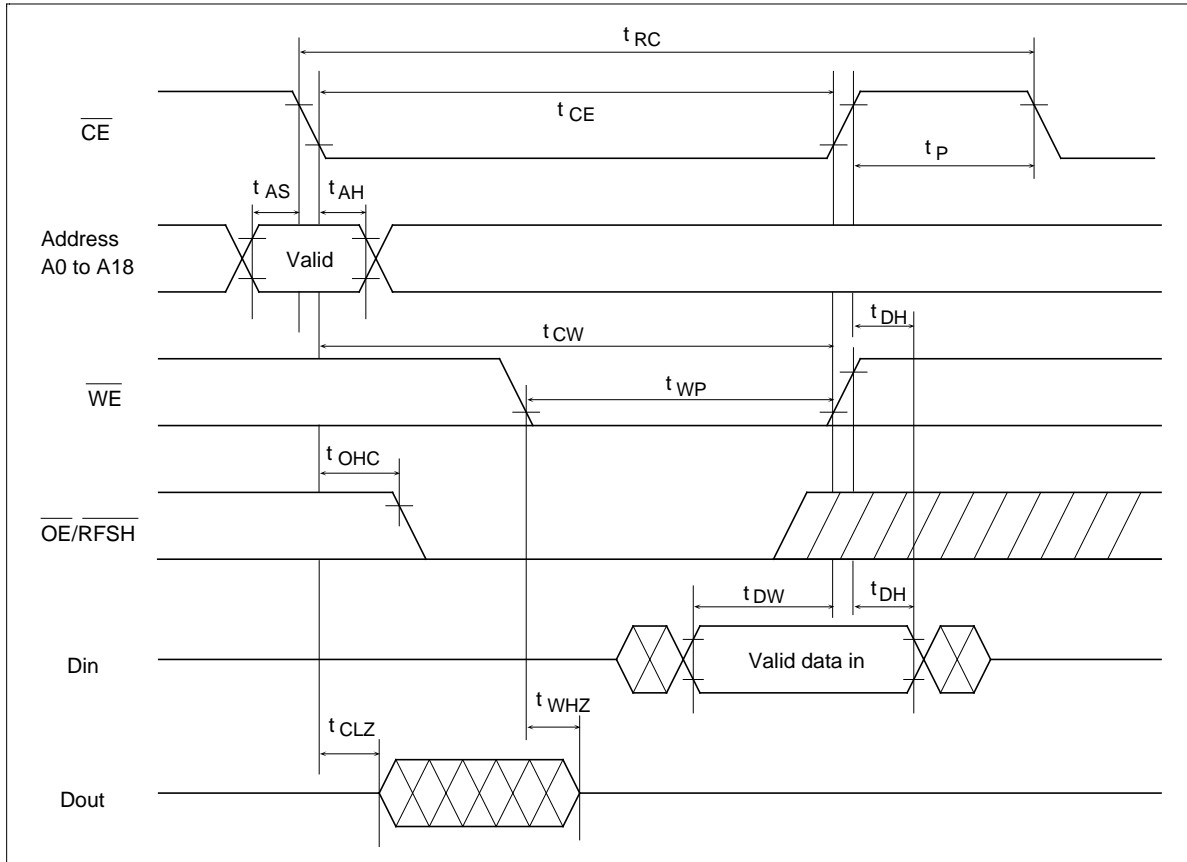 t RC
t CE
CE
t P
t AS
t AH
Address
A0 to A18
Valid
t DH
t CW
t WP
WE
t OHC
OE/RFSH
t DW
t DH
Din
Valid data in
t WHZ
t CLZ
Dout